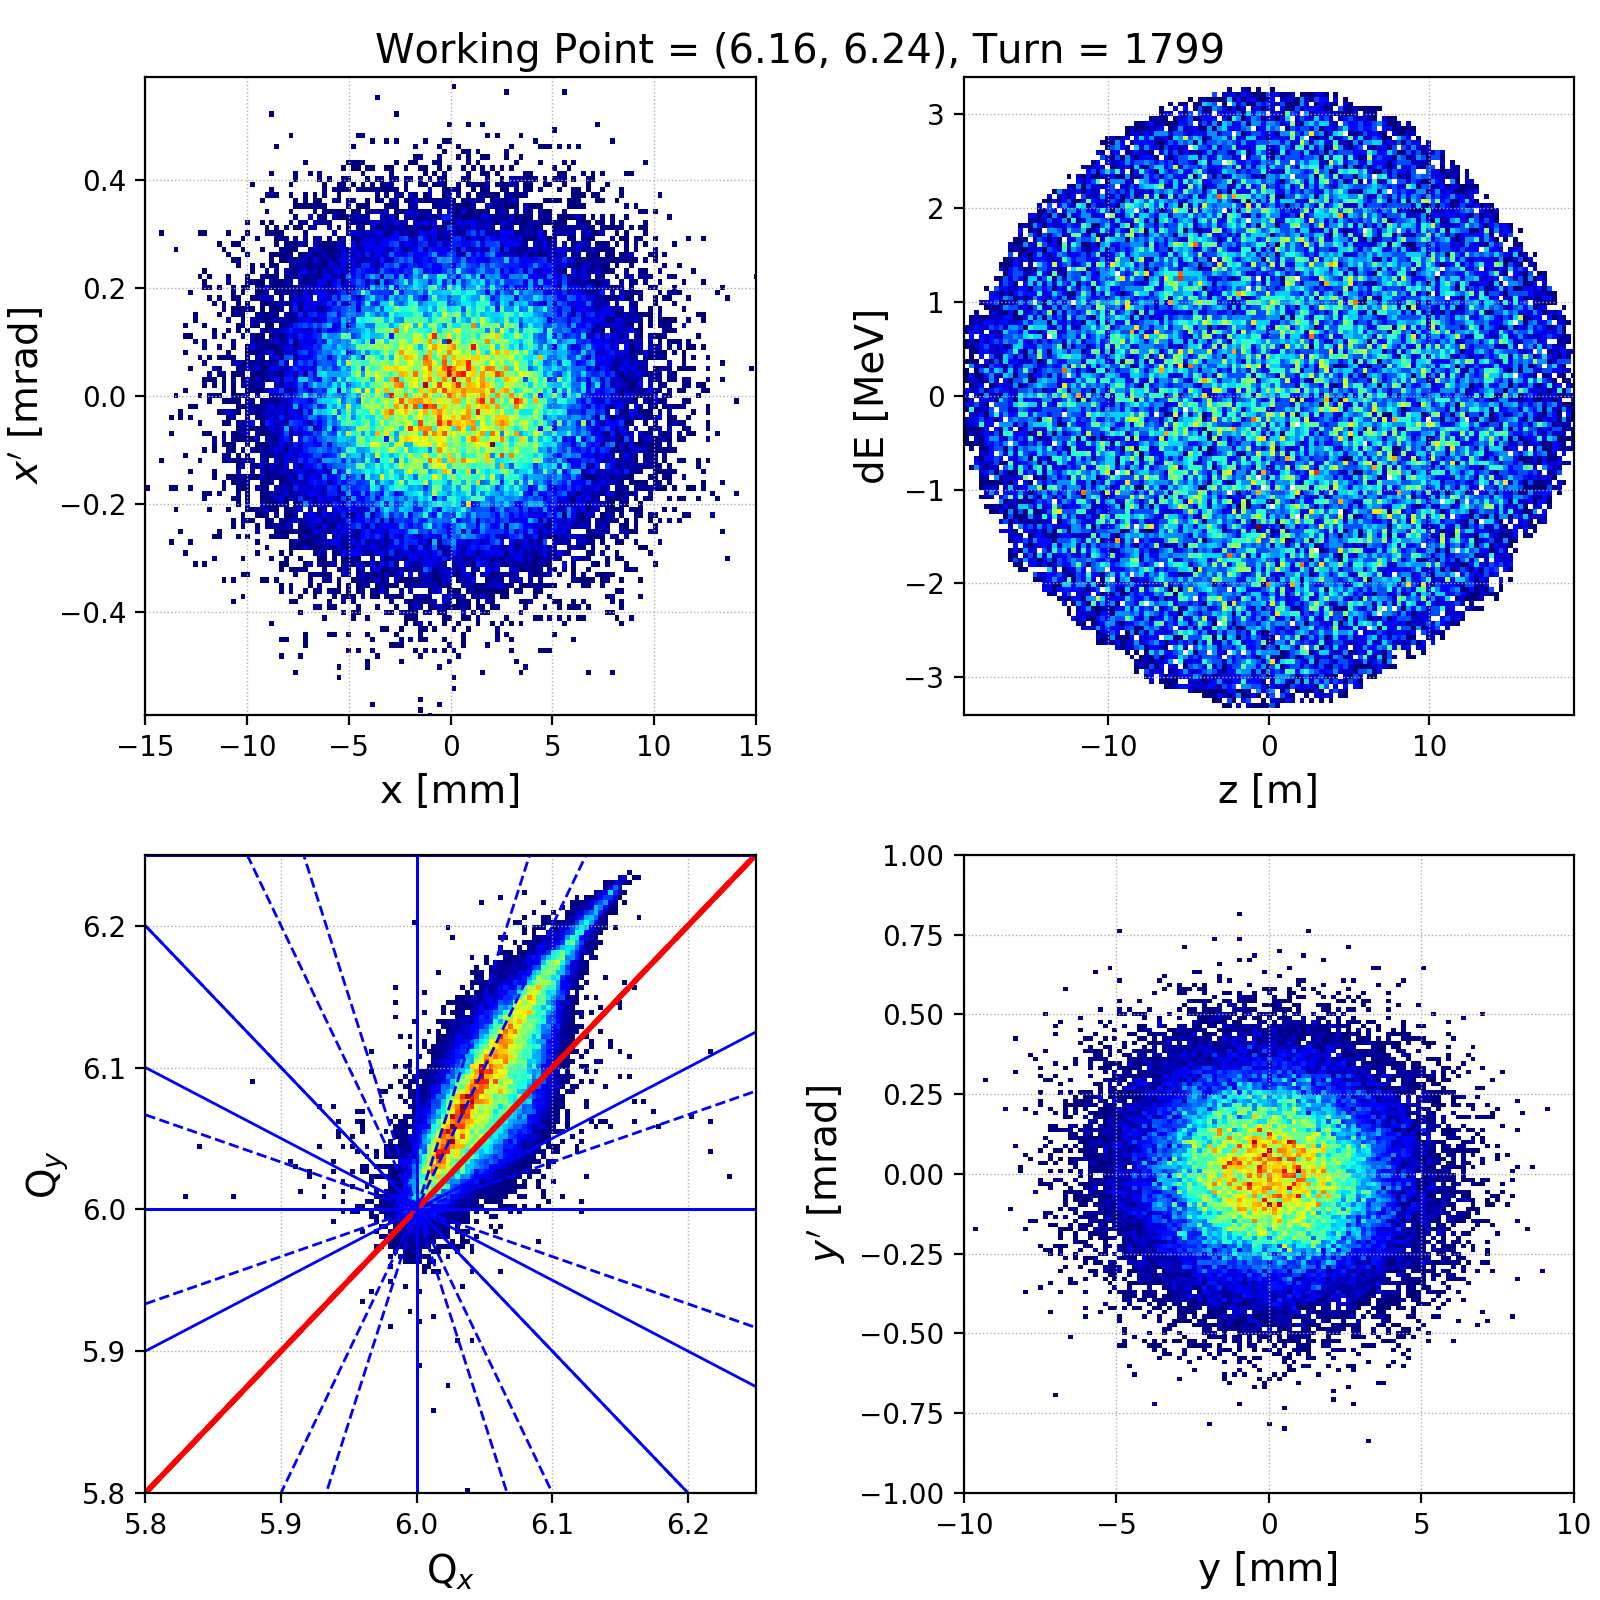 Working Point = (6.16, 6.24), Turn = 1799
x′ [mrad]
0.4
0.2
0.0
−0.2
−0.4
−15 −10 −5 0 5 10 15
x [mm]
dE [MeV]
3
2
1
0
−1
−2
−3
−10 0 10
z [m]
Qy
6.2
6.1
6.0
5.9
5.8
5.8 5.9 6.0 6.1 6.2
Qx
y′ [mrad]
1.00
0.75
0.50
0.25
0.00
−0.25
−0.50
−0.75
−1.00
−10 −5 0 5 10
y [mm]